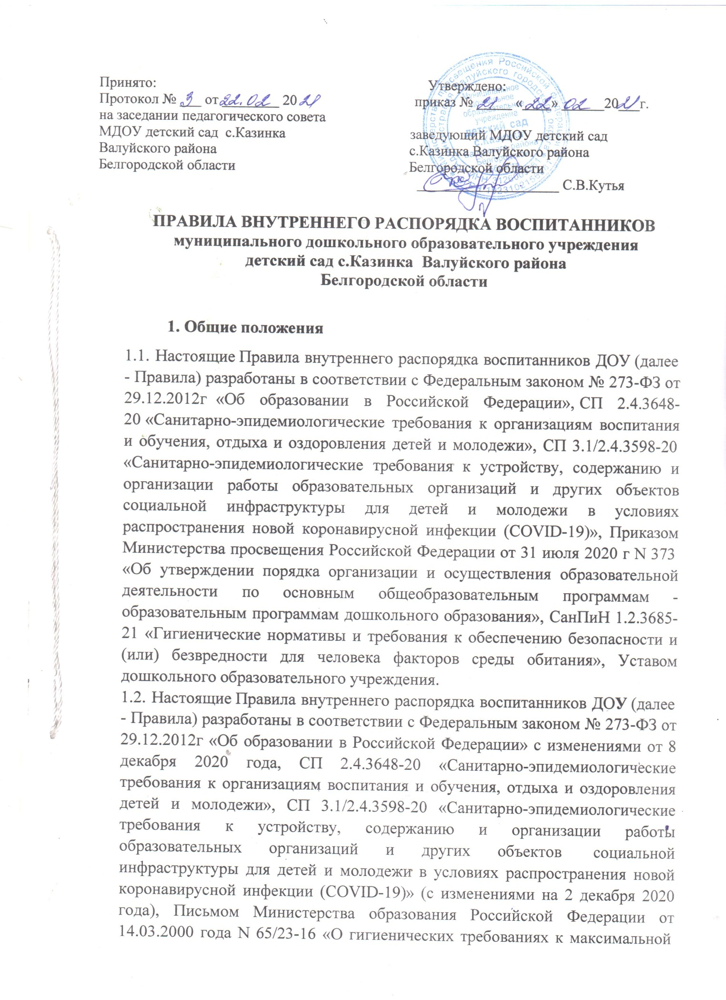 Принято:
Протокол № 3 от 22.02 2021
на заседании педагогического совета
МДОУ детский сад с.Казинка
Валуйского района
Белгородской области
Утверждено:
приказ № 21 «22» 02 2021 г.
заведующий МДОУ детский сад
с.Казинка Валуйского района
Белгородской области
С.В.Кутья
Муниципальное
дошкольное
образовательное
учреждение
детский сад
с.Казинка
Валуйского района
Белгородской
области
ПРАВИЛА ВНУТРЕННЕГО РАСПОРЯДКА ВОСПИТАННИКОВ
муниципального дошкольного образовательного учреждения
детский сад с.Казинка Валуйского района
Белгородской области
1. Общие положения
1.1. Настоящие Правила внутреннего распорядка воспитанников ДОУ (далее
- Правила) разработаны в соответствии с Федеральным законом № 273-ФЗ от
29.12.2012г «Об образовании в Российской Федерации», СП 2.4.3648-
20 «Санитарно-эпидемиологические требования к организациям воспитания
и обучения, отдыха и оздоровления детей и молодежи», СП 3.1/2.4.3598-20
«Санитарно-эпидемиологические требования к устройству, содержанию и
организации работы образовательных организаций и других объектов
социальной инфраструктуры для детей и молодежи в условиях
распространения новой коронавирусной инфекции (COVID-19)», Приказом
Министерства просвещения Российской Федерации от 31 июля 2020 г N 373
«Об утверждении порядка организации и осуществления образовательной
деятельности по основным общеобразовательным программам -
образовательным программам дошкольного образования», СанПиН 1.2.3685-
21 «Гигиенические нормативы и требования к обеспечению безопасности и
(или) безвредности для человека факторов среды обитания», Уставом
дошкольного образовательного учреждения.
1.2. Настоящие Правила внутреннего распорядка воспитанников ДОУ (далее
- Правила) разработаны в соответствии с Федеральным законом № 273-ФЗ от
29.12.2012г «Об образовании в Российской Федерации» с изменениями от 8
декабря 2020 года, СП 2.4.3648-20 «Санитарно-эпидемиологические
требования к организациям воспитания и обучения, отдыха и оздоровления
детей и молодежи», СП 3.1/2.4.3598-20 «Санитарно-эпидемиологические
требования к устройству, содержанию и организации работы
образовательных организаций и других объектов социальной
инфраструктуры для детей и молодежи в условиях распространения новой
коронавирусной инфекции (COVID-19)» (с изменениями на 2 декабря 2020
года), Письмом Министерства образования Российской Федерации от
14.03.2000 года N 65/23-16 «О гигиенических требованиях к максимальной